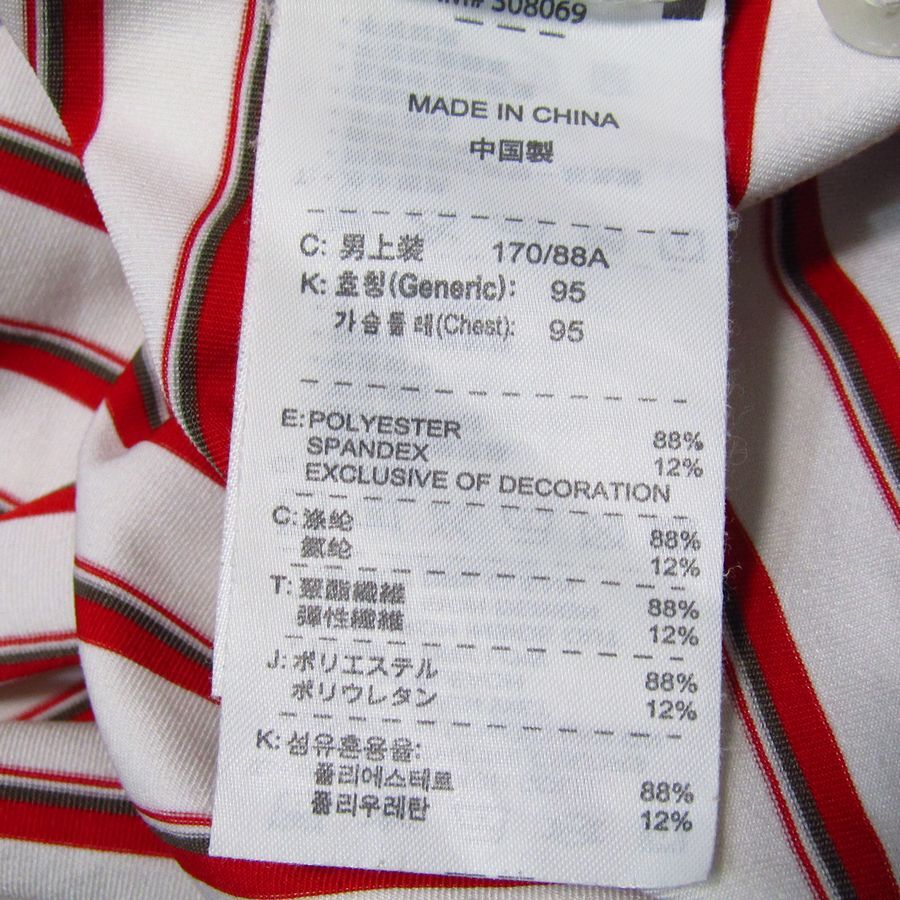 308069
MADE IN CHINA
中国製
C: 男上装 170/88A
K: 호칭(Generic): 95
가슴둘레(Chest): 95
E: POLYESTER 88%
SPANDEX 12%
EXCLUSIVE OF DECORATION
C: 涤纶 88%
氨纶 12%
T: 聚酯纖維 88%
彈性纖維 12%
J: ポリエステル 88%
ポリウレタン 12%
K: 섬유혼용율:
폴리에스테르 88%
폴리우레탄 12%